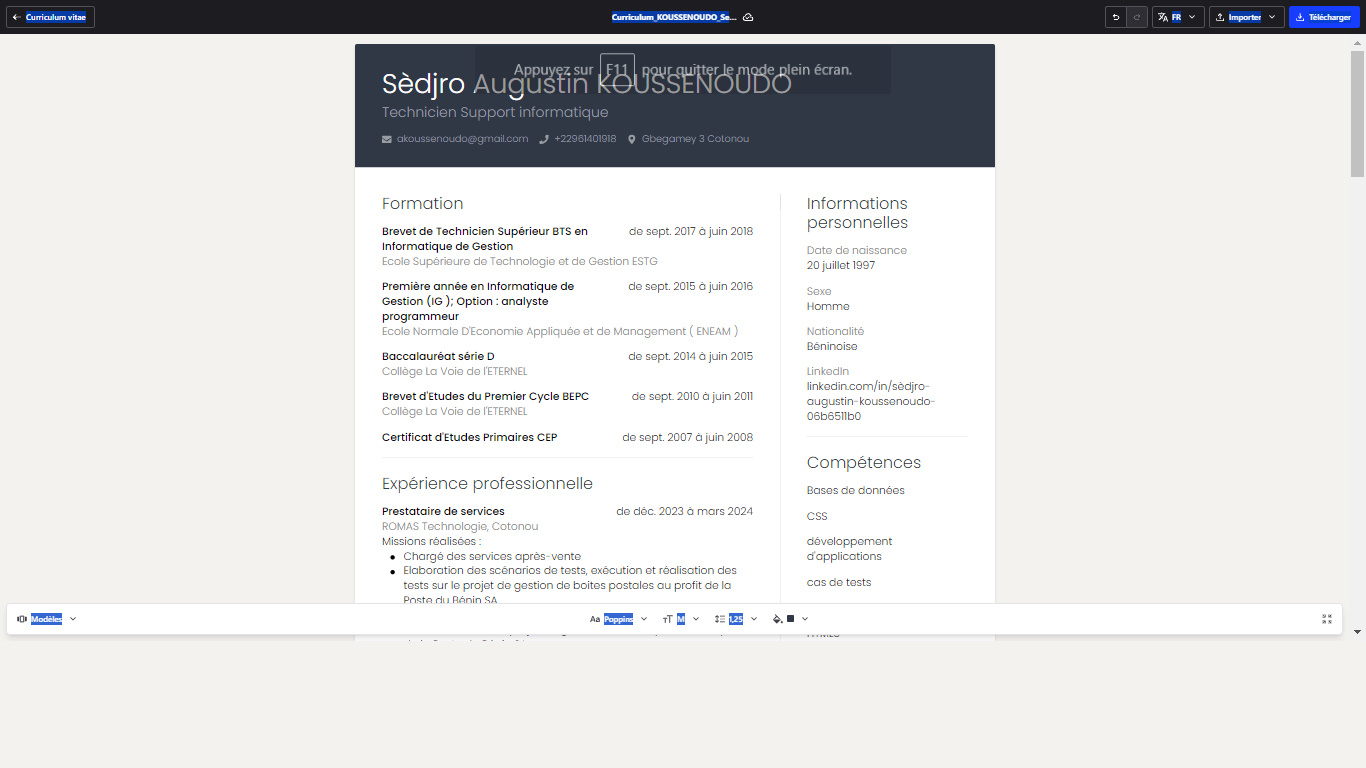 Curriculum vitae
Curriculum_KOUSSENOUDO_Se...
FR
Importer
Télécharger
Appuyez sur F11 pour quitter le mode plein écran.
Sèdjro Augustin KOUSSENOUDO
Technicien Support informatique
akoussenoudo@gmail.com +22961401918 Gbegamey 3 Cotonou
Formation
Brevet de Technicien Supérieur BTS en de sept. 2017 à juin 2018
Informatique de Gestion
Ecole Supérieure de Technologie et de Gestion ESTG
Première année en Informatique de de sept. 2015 à juin 2016
Gestion (IG ); Option : analyste
programmeur
Ecole Normale D'Economie Appliquée et de Management ( ENEAM )
Baccalauréat série D de sept. 2014 à juin 2015
Collège La Voie de l'ETERNEL
Brevet d'Etudes du Premier Cycle BEPC de sept. 2010 à juin 2011
Collège La Voie de l'ETERNEL
Certificat d'Etudes Primaires CEP de sept. 2007 à juin 2008
Expérience professionnelle
Prestataire de services de déc. 2023 à mars 2024
ROMAS Technologie, Cotonou
Missions réalisées :
Chargé des services après-vente
Elaboration des scénarios de tests, exécution et réalisation des
tests sur le projet de gestion de boites postales au profit de la
Poste du Bénin SA
Informations
personnelles
Date de naissance
20 juillet 1997
Sexe
Homme
Nationalité
Béninoise
LinkedIn
linkedin.com/in/sèdjro-
augustin-koussenoudo-
06b6511b0
Compétences
Bases de données
CSS
développement
d'applications
cas de tests
Modèles
Aa Poppins
M
1,25